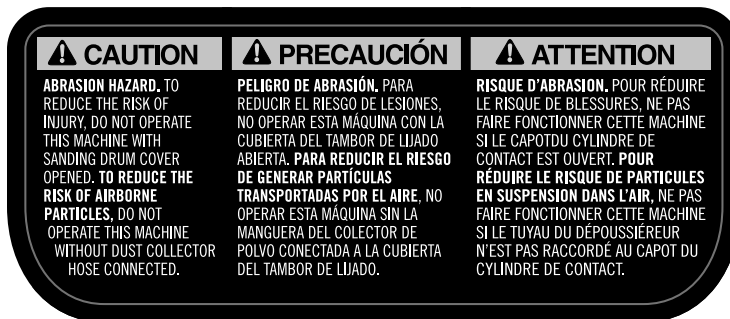 CAUTION
ABRASION HAZARD. TO
REDUCE THE RISK OF
INJURY, DO NOT OPERATE
THIS MACHINE WITH
SANDING DRUM COVER
OPENED. TO REDUCE THE
RISK OF AIRBORNE
PARTICLES, DO NOT
OPERATE THIS MACHINE
WITHOUT DUST COLLECTOR
HOSE CONNECTED.
PRECAUCIÓN
PELIGRO DE ABRASIÓN. PARA
REDUCIR EL RIESGO DE LESIONES,
NO OPERAR ESTA MÁQUINA CON LA
CUBIERTA DEL TAMBOR DE LIJADO
ABIERTA. PARA REDUCIR EL RIESGO
DE GENERAR PARTÍCULAS
TRANSPORTADAS POR EL AIRE, NO
OPERAR ESTA MÁQUINA SIN LA
MANGUERA DEL COLECTOR DE
POLVO CONECTADA A LA CUBIERTA
DEL TAMBOR DE LIJADO.
ATTENTION
RISQUE D'ABRASION. POUR RÉDUIRE
LE RISQUE DE BLESSURES, NE PAS
FAIRE FONCTIONNER CETTE MACHINE
SI LE CAPOTDU CYLINDRE DE
CONTACT EST OUVERT. POUR
RÉDUIRE LE RISQUE DE PARTICULES
EN SUSPENSION DANS L'AIR, NE PAS
FAIRE FONCTIONNER CETTE MACHINE
SI LE TUYAU DU DÉPOUSSIÉREUR
N'EST PAS RACCORDÉ AU CAPOT DU
CYLINDRE DE CONTACT.